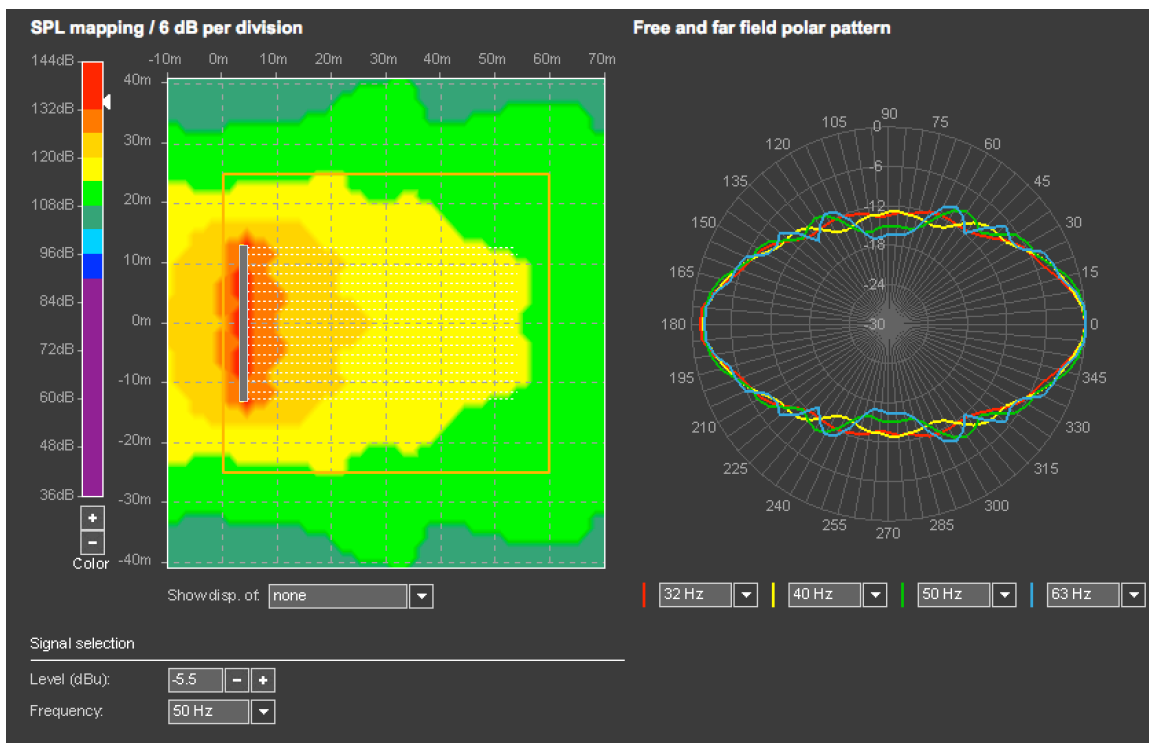 SPL mapping / 6 dB per division
Free and far field polar pattern
144dB
132dB
120dB
108dB
96dB
84dB
72dB
60dB
48dB
36dB
+
-
Color
-10m 0m 10m 20m 30m 40m 50m 60m 70m
40m
30m
20m
10m
0m
-10m
-20m
-30m
-40m
Show disp. of: none
Signal selection
Level (dBu): -5.5 - +
Frequency: 50 Hz
90
105 75
120 60
135 45
150 30
165 15
180 0
195 345
210 330
225 315
240 300
255 285
270
0
-6
-12
-18
-24
-30
32 Hz 40 Hz 50 Hz 63 Hz